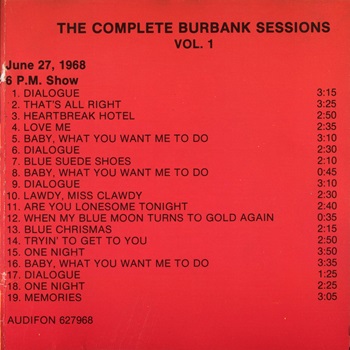 THE COMPLETE BURBANK SESSIONS
VOL. 1
June 27, 1968
6 P.M. Show
1. DIALOGUE 3:15
2. THAT'S ALL RIGHT 3:25
3. HEARTBREAK HOTEL 2:50
4. LOVE ME 2:35
5. BABY, WHAT YOU WANT ME TO DO 3:30
6. DIALOGUE 2:30
7. BLUE SUEDE SHOES 2:10
8. BABY, WHAT YOU WANT ME TO DO 0:45
9. DIALOGUE 3:10
10. LAWDY, MISS CLAWDY 2:30
11. ARE YOU LONESOME TONIGHT 2:40
12. WHEN MY BLUE MOON TURNS TO GOLD AGAIN 0:35
13. BLUE CHRISMAS 2:15
14. TRYIN' TO GET TO YOU 2:50
15. ONE NIGHT 3:30
16. BABY, WHAT YOU WANT ME TO DO 3:35
17. DIALOGUE 1:25
18. ONE NIGHT 2:25
19. MEMORIES 3:05
AUDIFON 627968